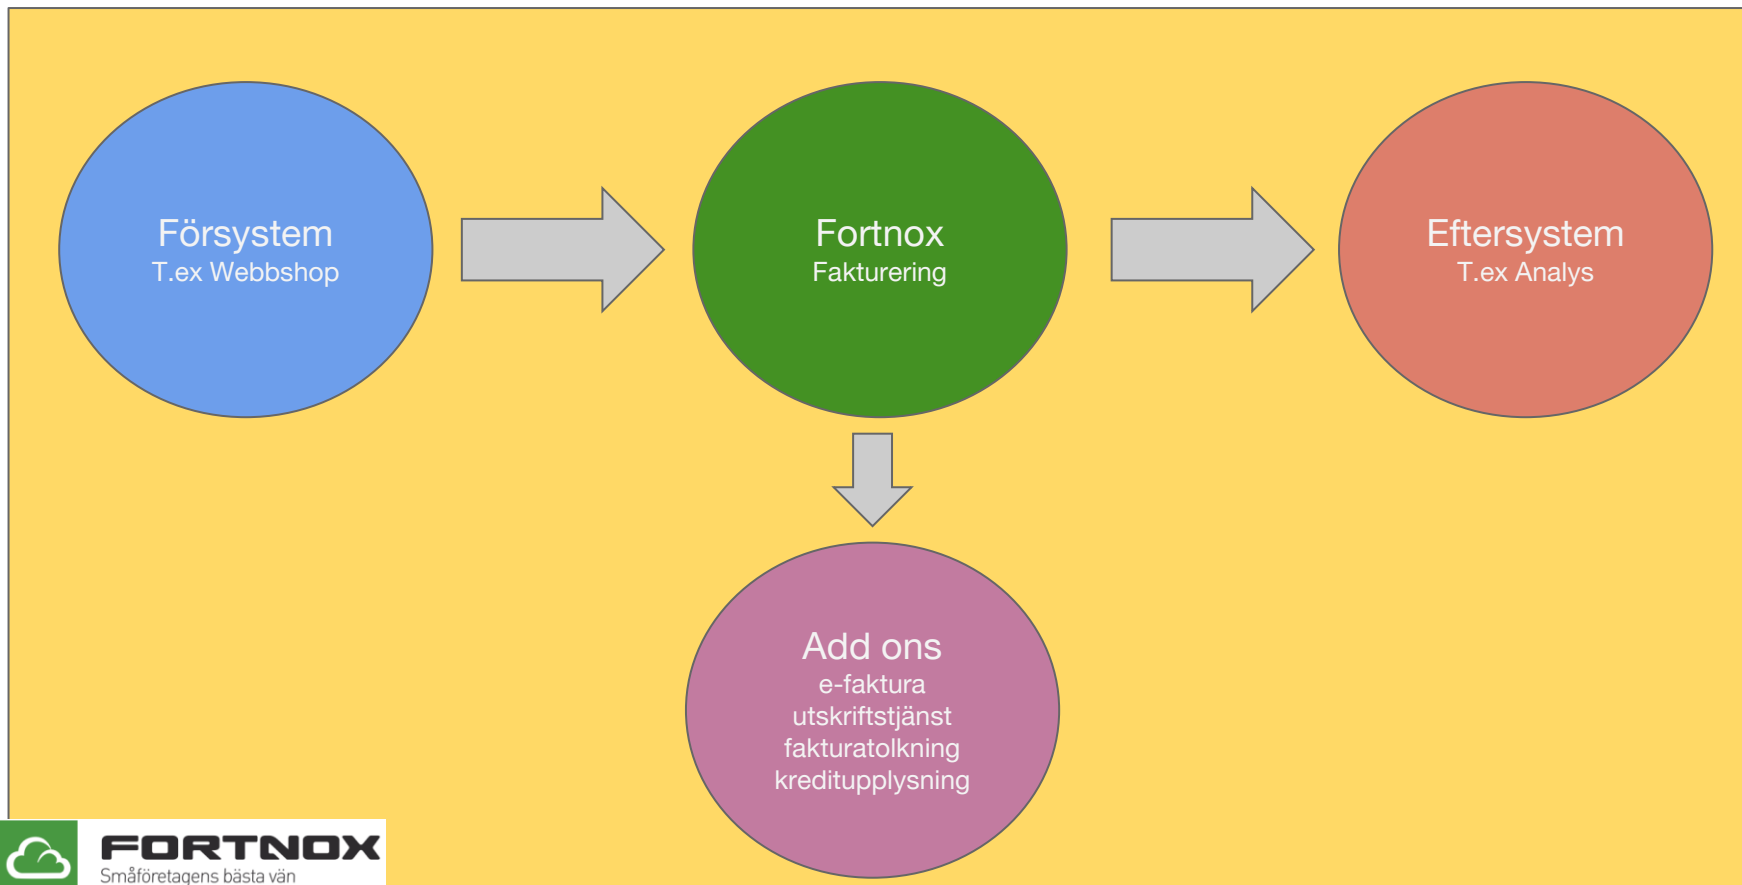 Försystem
T.ex Webbshop
Fortnox
Fakturering
Eftersystem
T.ex Analys
Add ons
e-faktura
utskriftstjänst
fakturatolkning
kreditupplysning
FORTNOX
Småföretagens bästa vän